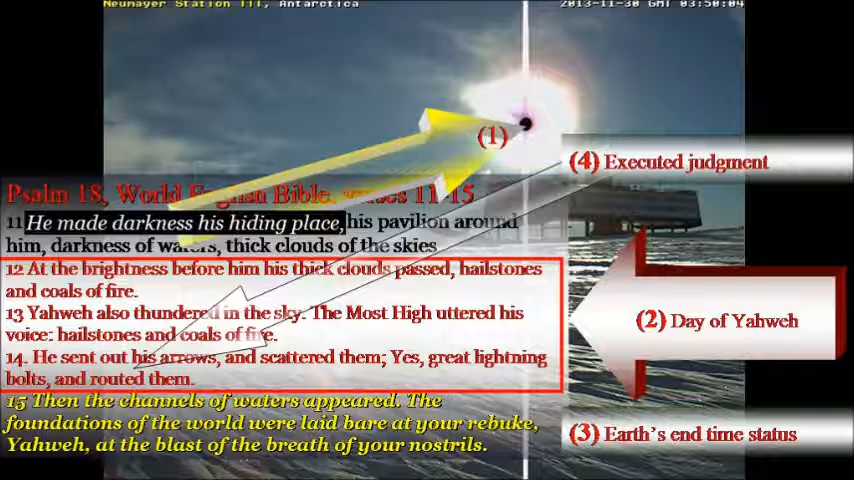 Neumayer Station III, Antarctica
2013-11-30 GMT 03:50:04
(1)
(4) Executed judgment
Psalm 18, World English Bible, verses 11-15
11 He made darkness his hiding place, his pavilion around
him, darkness of waters, thick clouds of the skies
12 At the brightness before him his thick clouds passed, hailstones
and coals of fire.
13 Yahweh also thundered in the sky. The Most High uttered his
voice: hailstones and coals of fire.
(2) Day of Yahweh
14. He sent out his arrows, and scattered them; Yes, great lightning
bolts, and routed them.
15 Then the channels of waters appeared. The
foundations of the world were laid bare at your rebuke,
Yahweh, at the blast of the breath of your nostrils.
(3) Earth's end time status